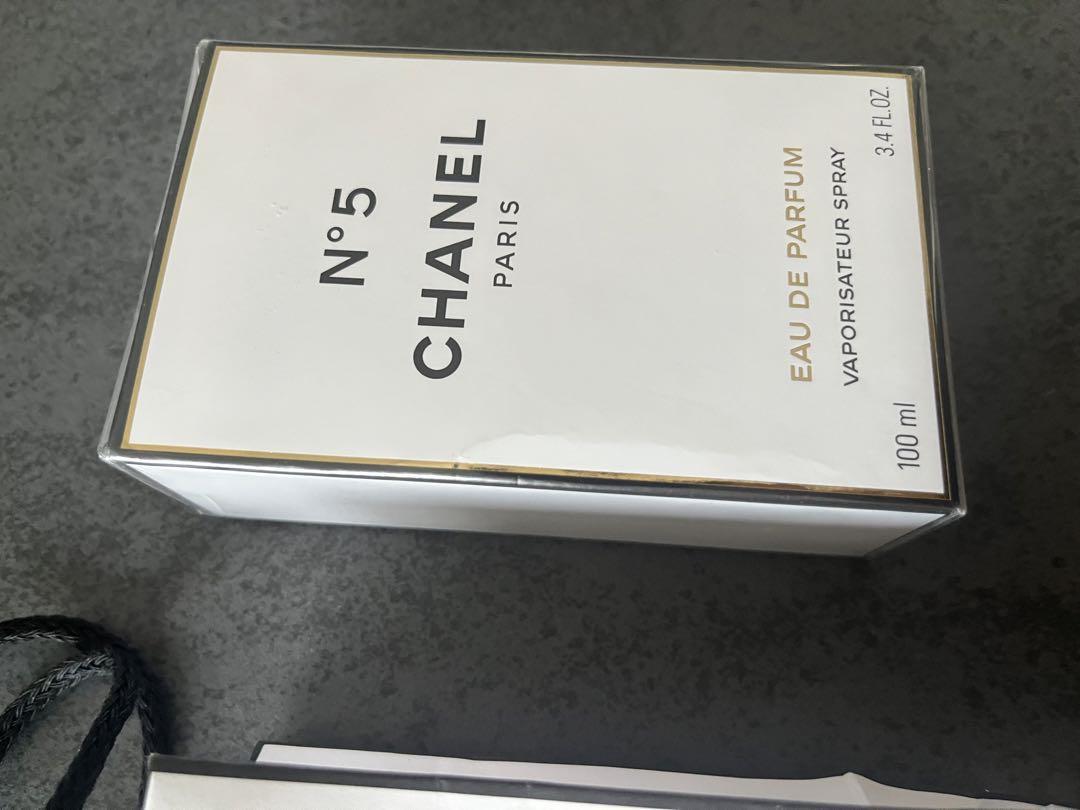 N°5
CHANEL
PARIS
EAU DE PARFUM
VAPORISATEUR SPRAY
100 ml 3.4 FL.OZ.